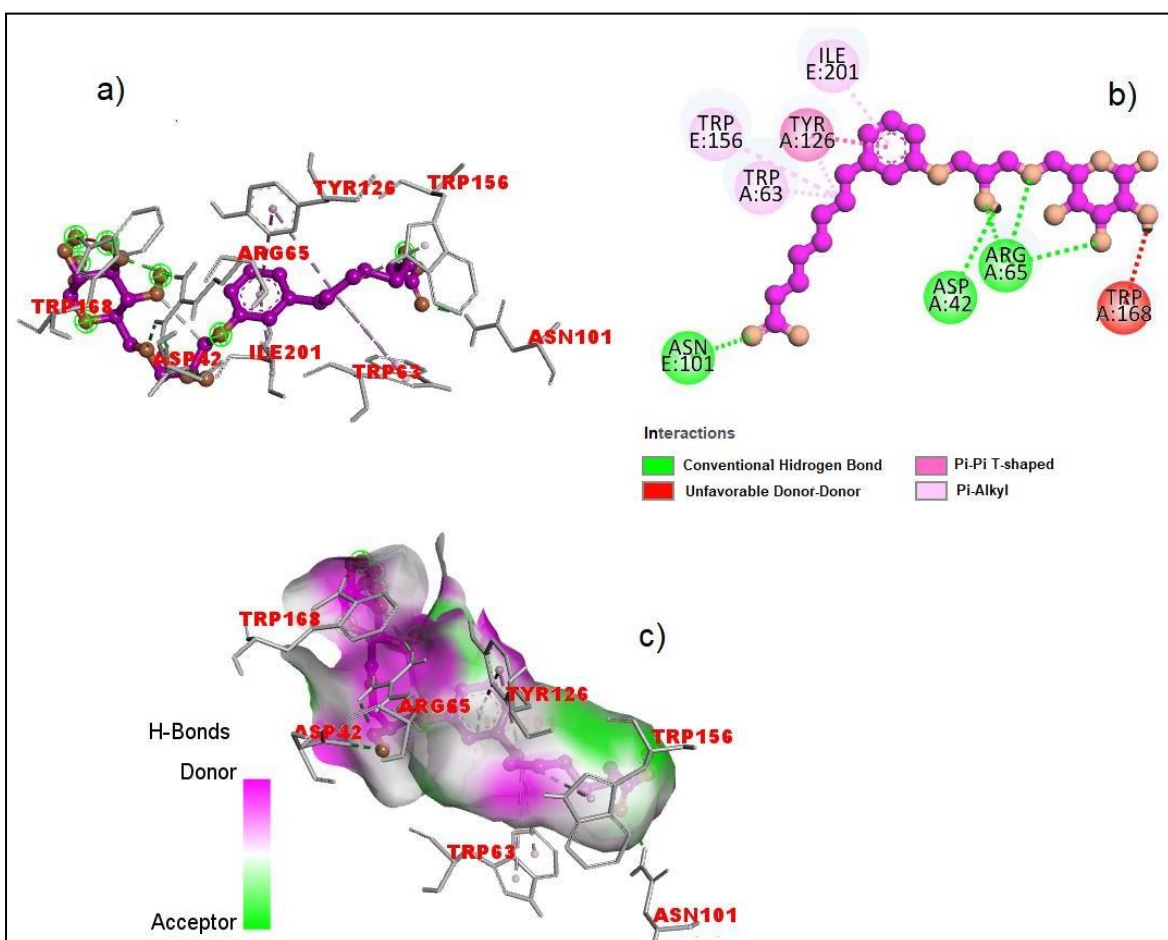 a)
TYR126
TRP156
ARG65
TRP168
ASN101
ASP42
ILE201
TRP63
b)
ILE
E:201
TRP
E:156
TYR
A:126
TRP
A:63
ARG
A:65
ASP
A:42
TRP
A:168
ASN
E:101
Interactions
Conventional Hidrogen Bond
Pi-Pi T-shaped
Unfavorable Donor-Donor
Pi-Alkyl
c)
TRP168
TYR126
ARG65
ASP42
TRP156
H-Bonds
Donor
TRP63
Acceptor
ASN101